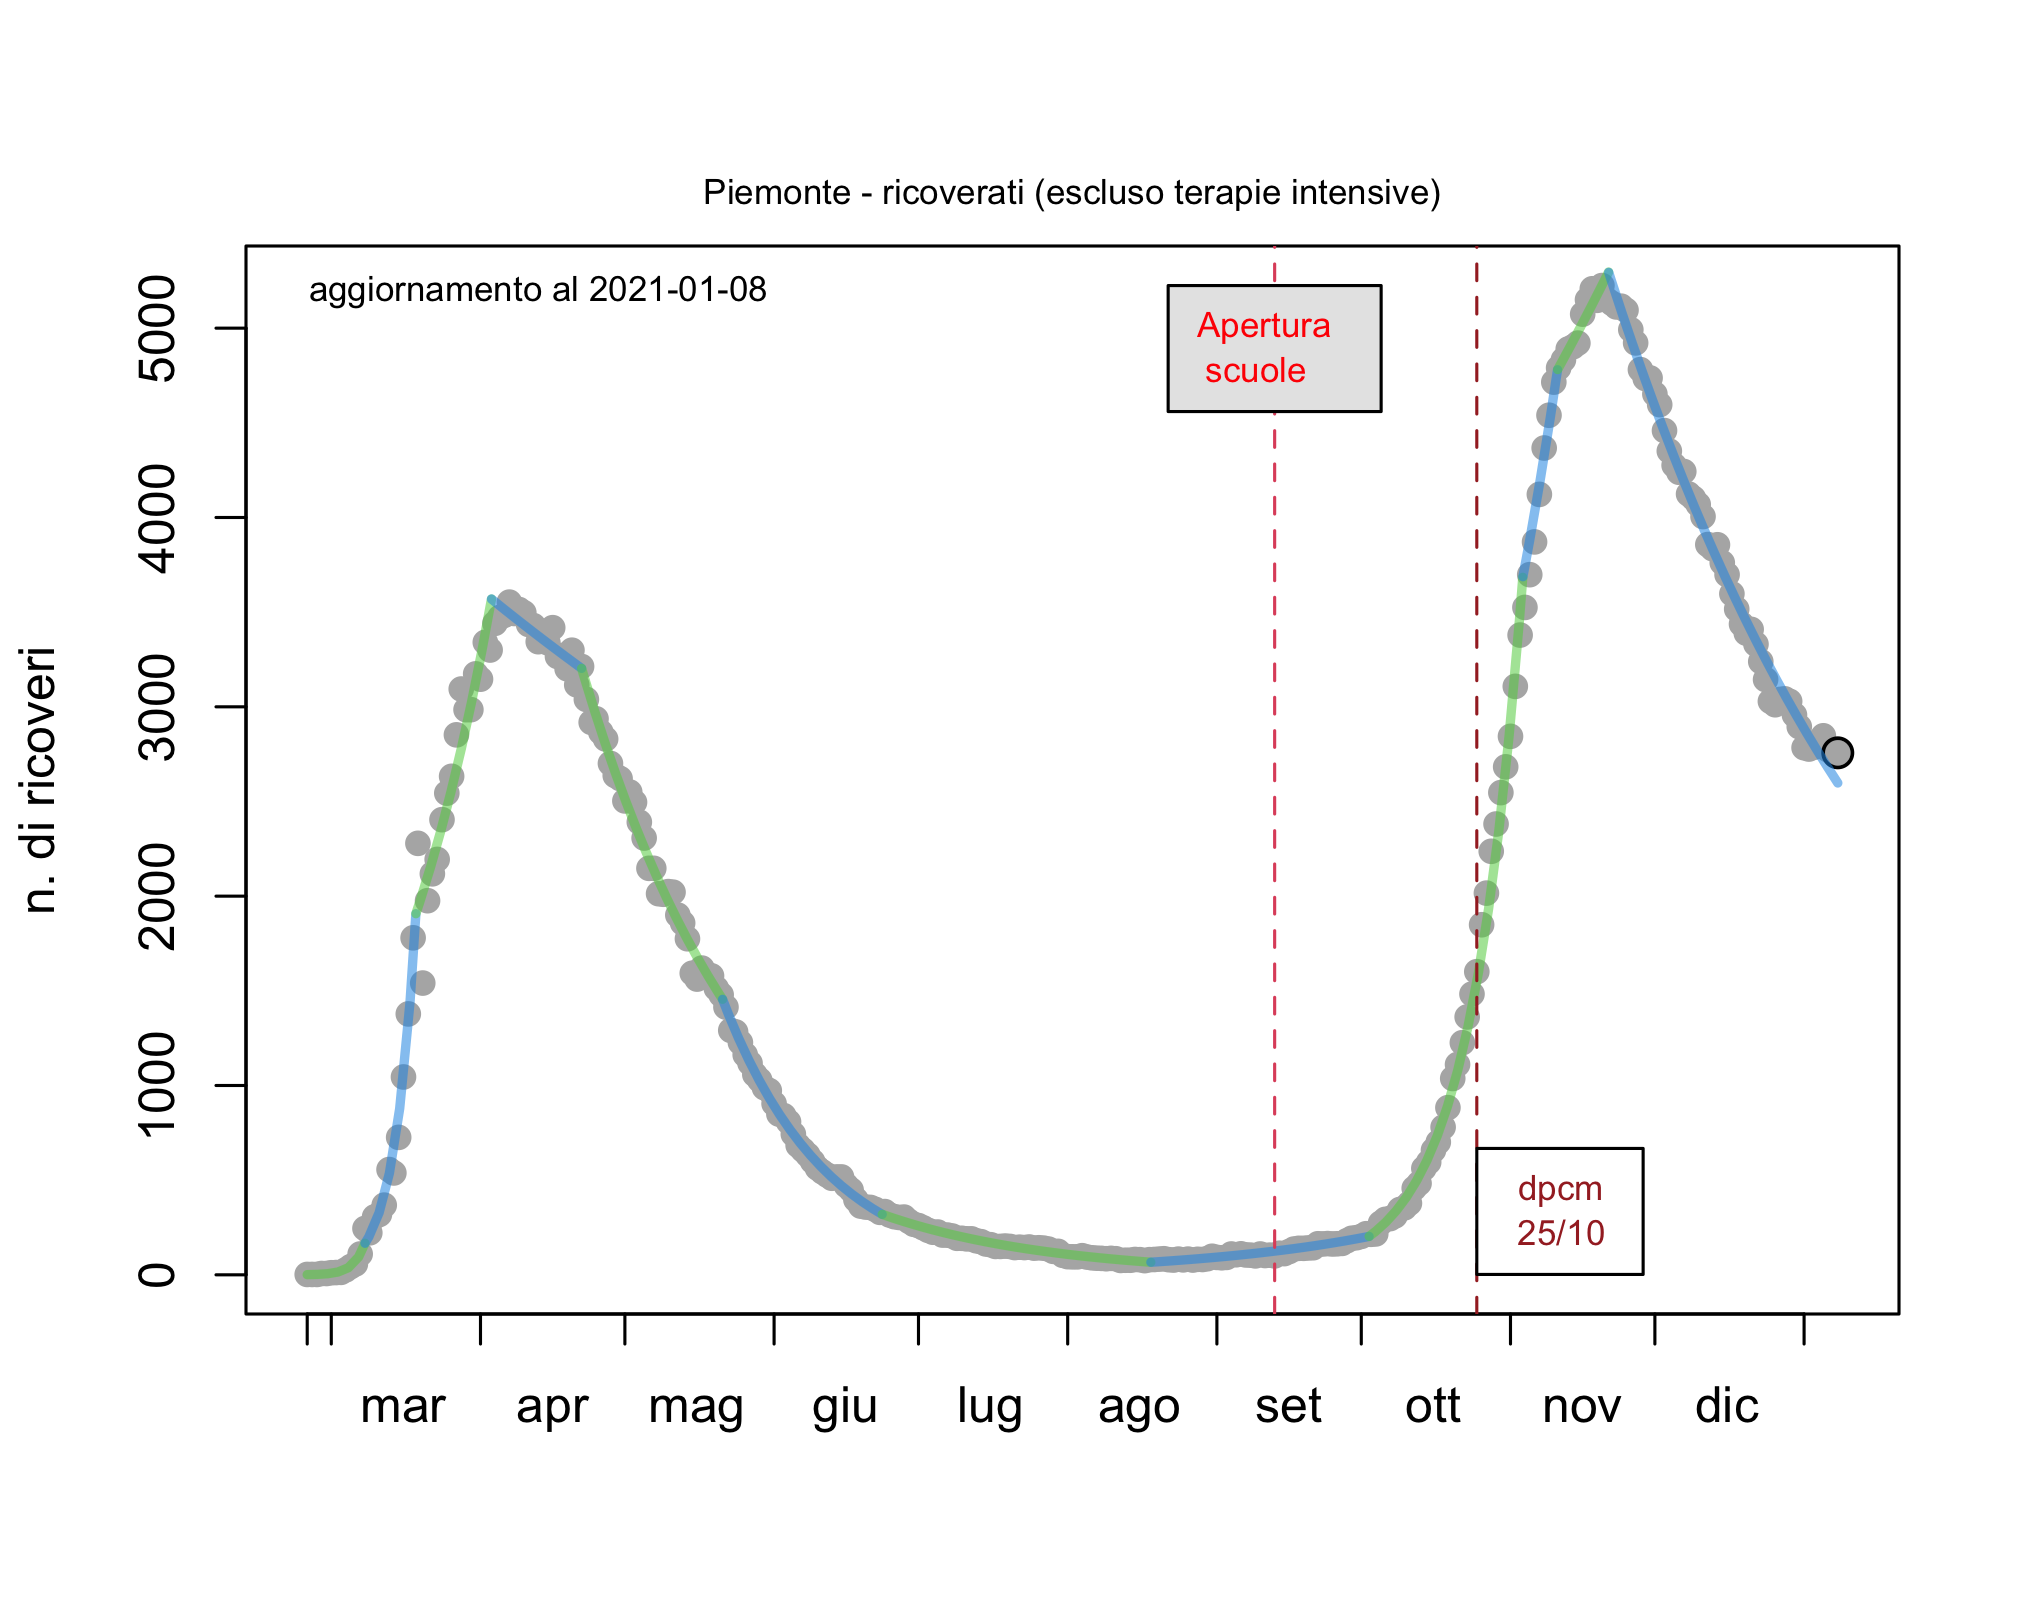 Piemonte - ricoverati (escluso terapie intensive)
aggiornamento al 2021-01-08
Apertura
scuole
dpcm
25/10
n. di ricoveri
5000
4000
3000
2000
1000
0
mar apr mag giu lug ago set ott nov dic